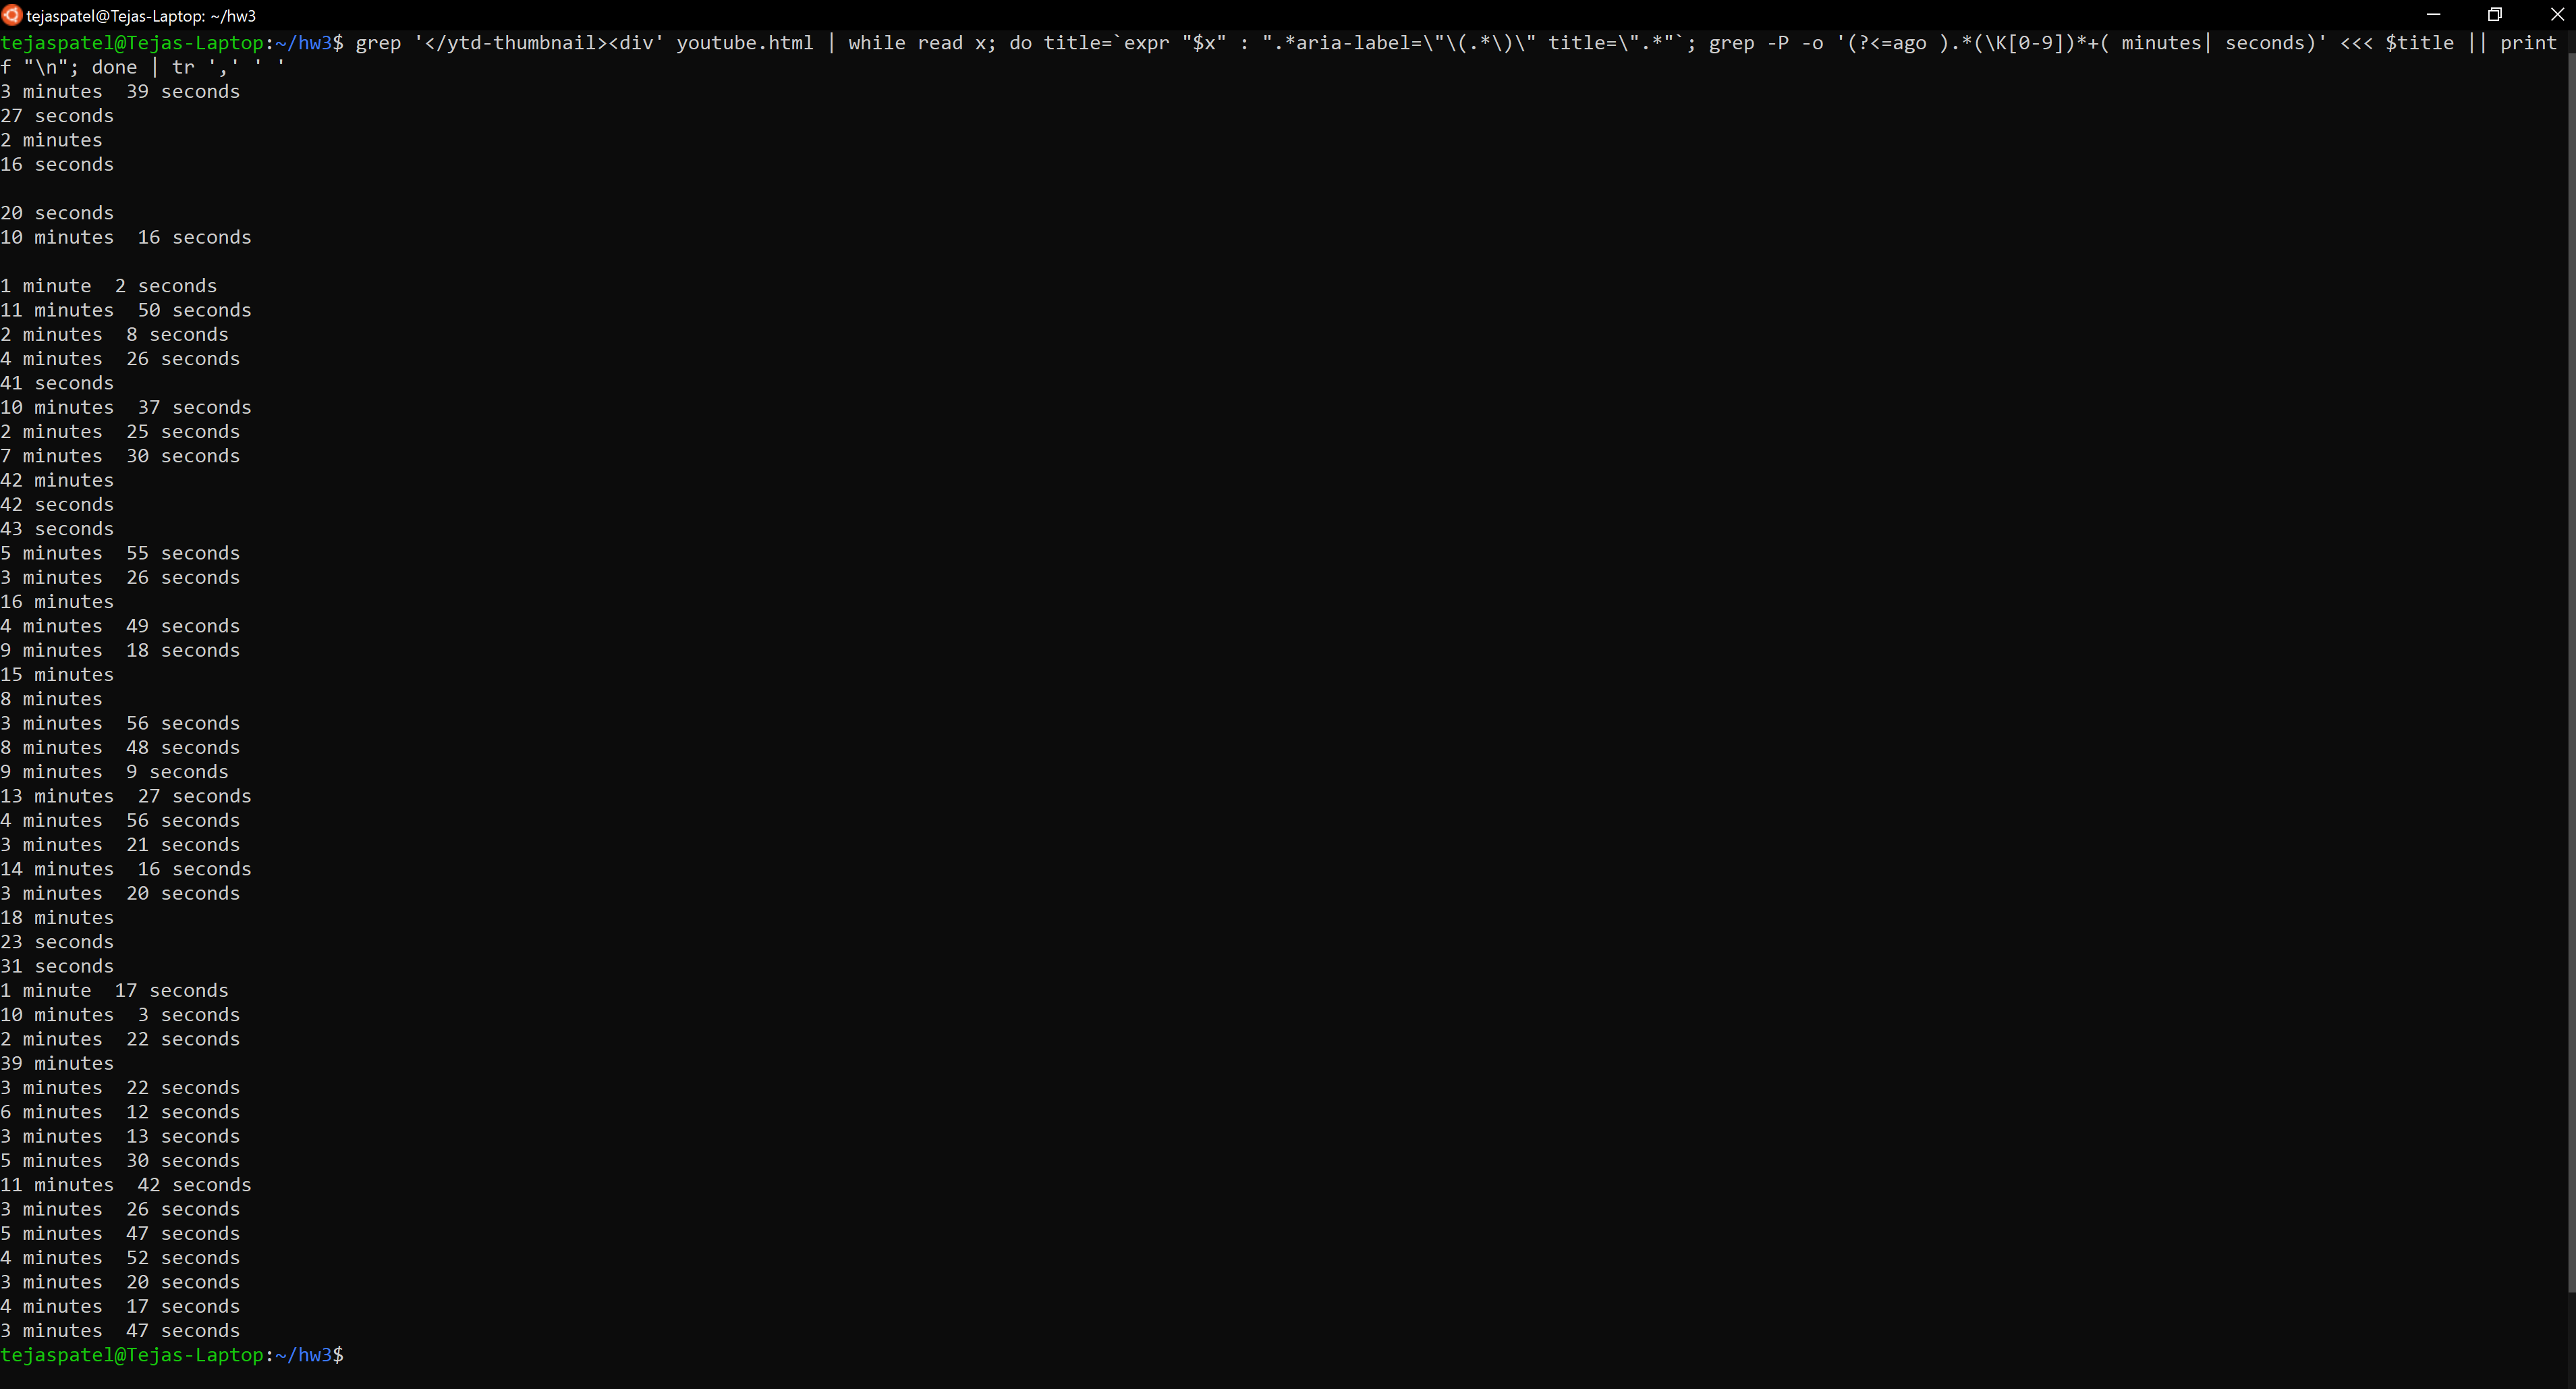 tejaspatel@Tejas-Laptop: ~/hw3
tejaspatel@Tejas-Laptop:~/hw3$ grep '</ytd-thumbnail><div' youtube.html | while read x; do title=`expr "$x" : ".*aria-label=\"\(.*\)\" title=\".*"`; grep -P -o '(?<=ago ).*(\K[0-9])*+( minutes| seconds)' <<< $title || print
f "\n"; done | tr ',' ' '
3 minutes  39 seconds
27 seconds
2 minutes
16 seconds

20 seconds
10 minutes  16 seconds

1 minute  2 seconds
11 minutes  50 seconds
2 minutes  8 seconds
4 minutes  26 seconds
41 seconds
10 minutes  37 seconds
2 minutes  25 seconds
7 minutes  30 seconds
42 minutes
42 seconds
43 seconds
5 minutes  55 seconds
3 minutes  26 seconds
16 minutes
4 minutes  49 seconds
9 minutes  18 seconds
15 minutes
8 minutes
3 minutes  56 seconds
8 minutes  48 seconds
9 minutes  9 seconds
13 minutes  27 seconds
4 minutes  56 seconds
3 minutes  21 seconds
14 minutes  16 seconds
3 minutes  20 seconds
18 minutes
23 seconds
31 seconds
1 minute  17 seconds
10 minutes  3 seconds
2 minutes  22 seconds
39 minutes
3 minutes  22 seconds
6 minutes  12 seconds
3 minutes  13 seconds
5 minutes  30 seconds
11 minutes  42 seconds
3 minutes  26 seconds
5 minutes  47 seconds
4 minutes  52 seconds
3 minutes  20 seconds
4 minutes  17 seconds
3 minutes  47 seconds
tejaspatel@Tejas-Laptop:~/hw3$